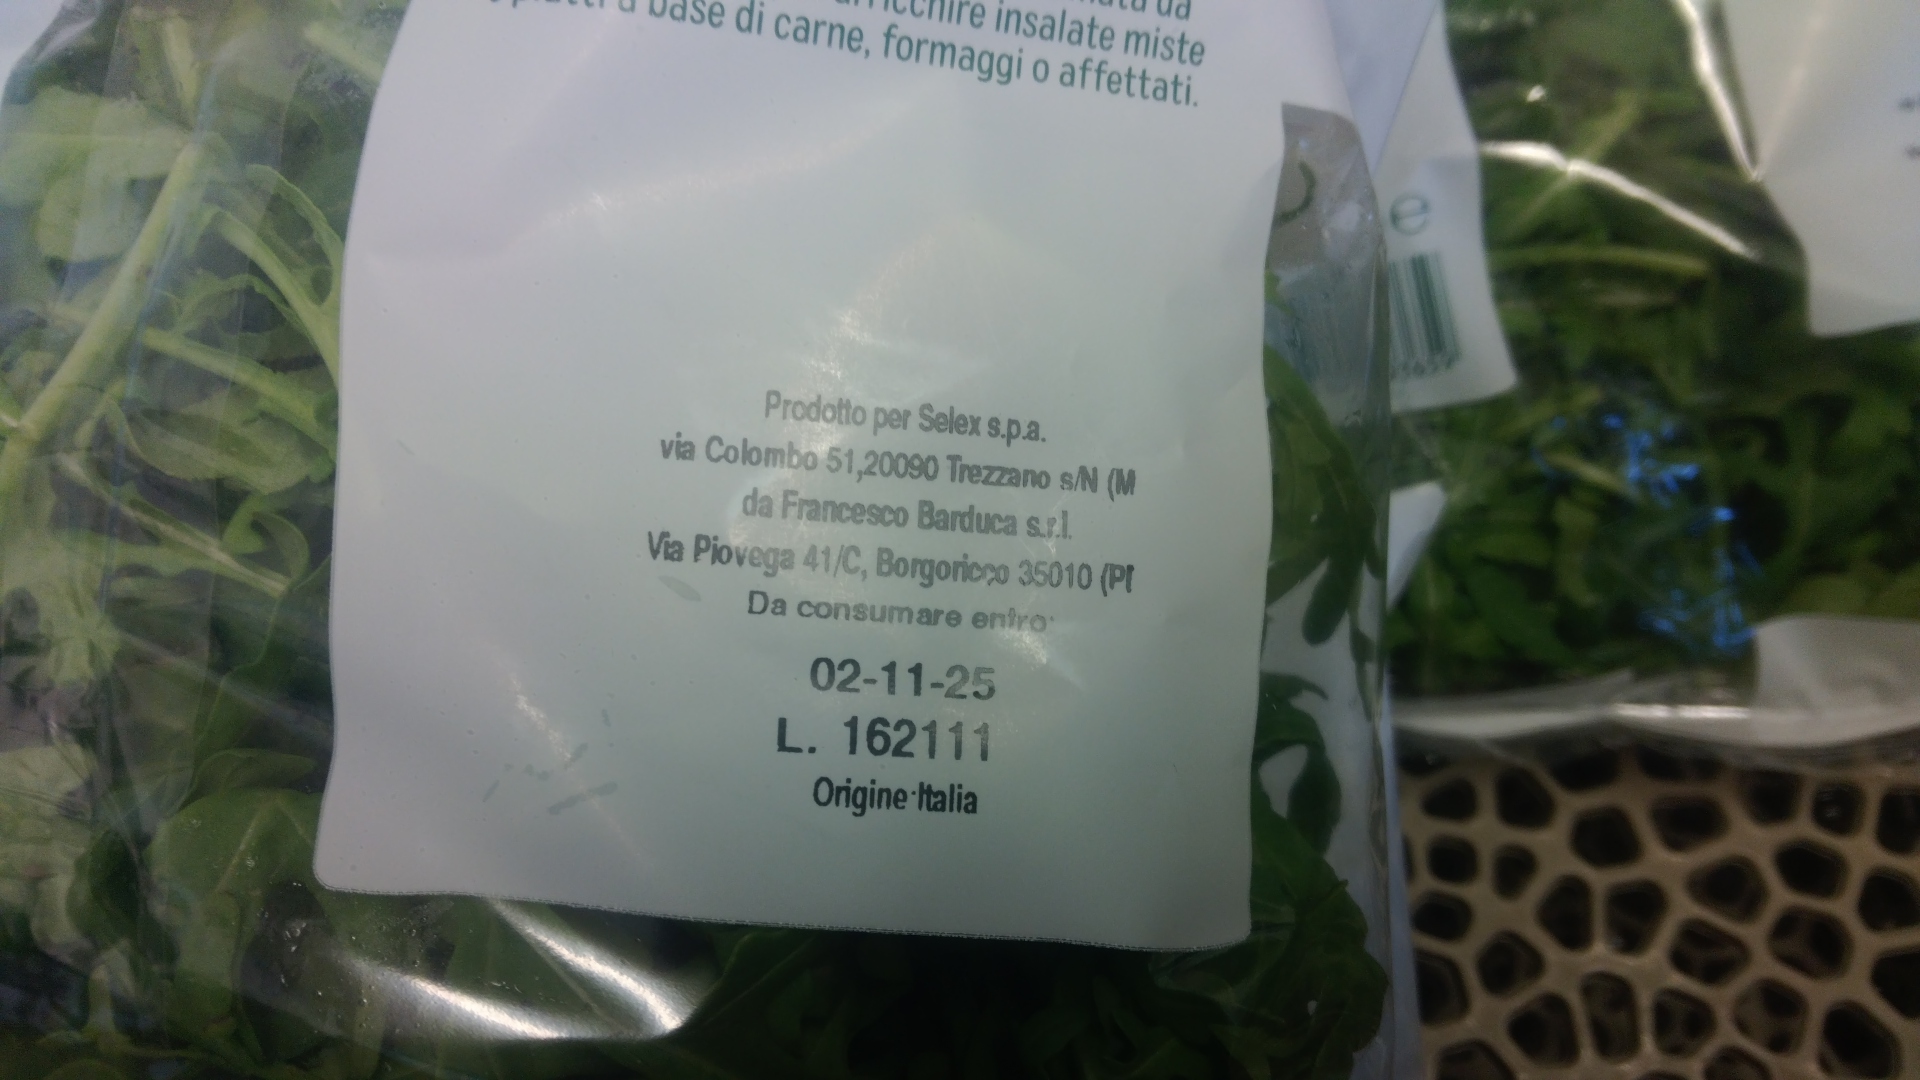 da
arricchire insalate miste
piatti a base di carne, formaggi o affettati.
e
Prodotto per Selex s.p.a.
via Colombo 51,20090 Trezzano s/N (M
da Francesco Barduca s.r.l.
Via Piovega 41/C, Borgoricco 35010 (P
Da consumare entro:
02-11-25
L. 162111
Origine Italia